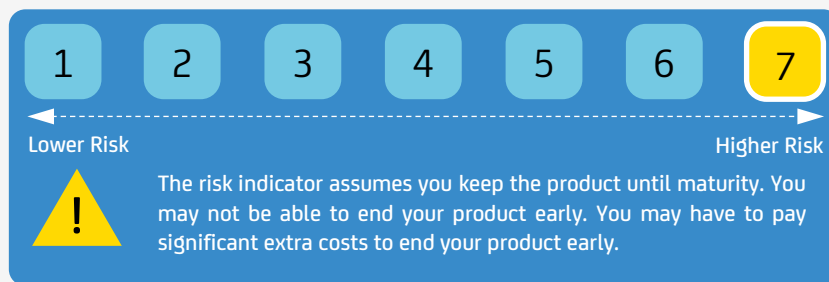 1 2 3 4 5 6 7
Lower Risk Higher Risk
! The risk indicator assumes you keep the product until maturity. You
may not be able to end your product early. You may have to pay
significant extra costs to end your product early.